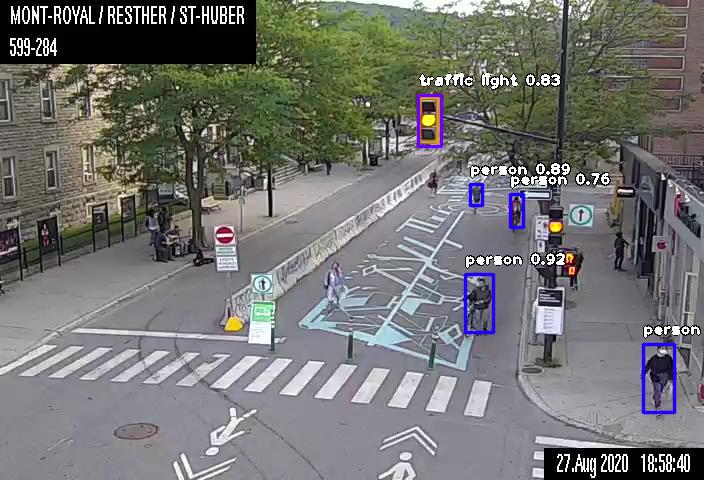 MONT-ROYAL / RESTHER / ST-HUBER
599-284
traffic light 0.83
person 0.89
person 0.76
person 0.92
person
27.Aug 2020 18:58:40